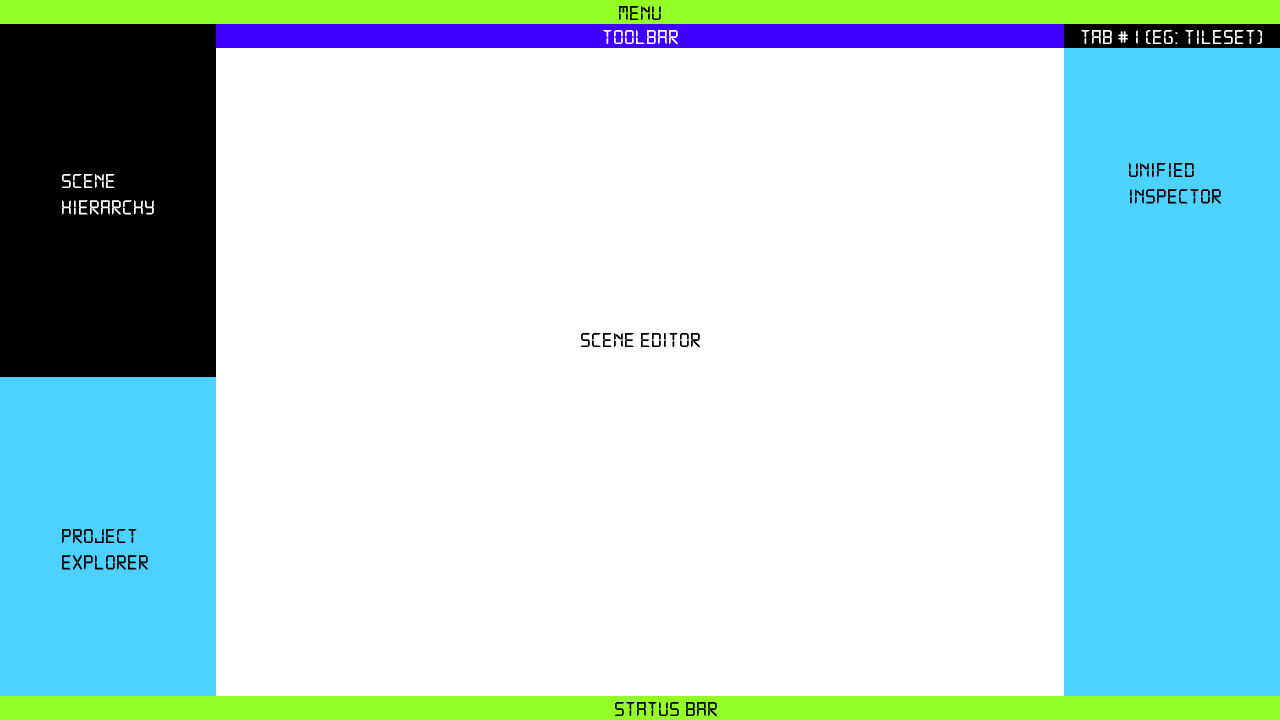 MENU
TOOLBAR
TAB #1 (EG: TILESET)
SCENE
HIERARCHY
UNIFIED
INSPECTOR
SCENE EDITOR
PROJECT
EXPLORER
STATUS BAR